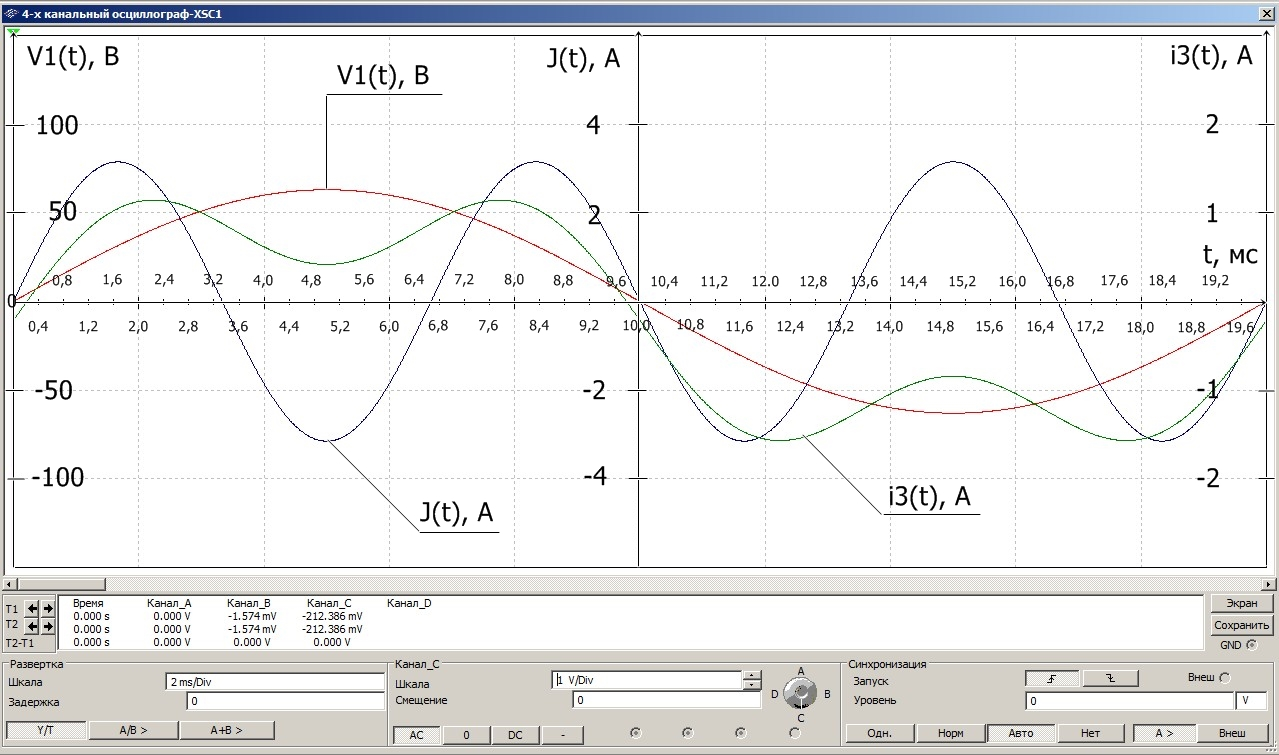 4-х канальный осциллограф-XSC1
V1(t), В
J(t), А
i3(t), А
V1(t), В
100
4
2
50
2
1
t, мс
0,8 1,6 2,4 3,2 4,0 4,8 5,6 6,4 7,2 8,0 8,8 9,6 10,4 11,2 12.0 12,8 13,6 14,4 15,2 16,0 16,8 17,6 18,4 19,2
0
0,4 1,2 2,0 2,8 3,6 4,4 5,2 6,0 6,8 7,6 8,4 9,2 10,0 10,8 11,6 12,4 13,2 14,0 14,8 15,6 16,4 17,2 18,0 18,8 19,6
-50
-2
-1
-100
-4
-2
J(t), А
i3(t), А
T1
T2
T2-T1
Время Канал_A Канал_B Канал_C Канал_D
0.000 s 0.000 V -1.574 mV -212.386 mV
0.000 s 0.000 V -1.574 mV -212.386 mV
0.000 s 0.000 V 0.000 V 0.000 V
Экран
Сохранить
GND
Развертка
Шкала 2 ms/Div
Задержка 0
Y/T A/B > A+B >
Канал_C
Шкала 1 V/Div
Смещение 0
A
D B
C
AC 0 DC -
Синхронизация
Запуск Внеш
Уровень 0 V
Одн. Норм Авто Нет A > Внеш